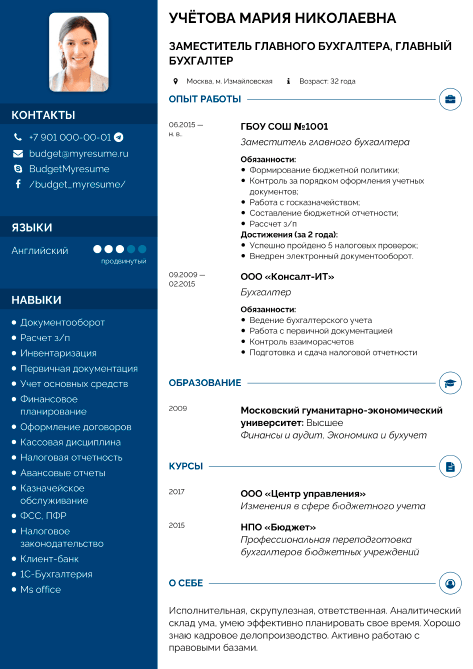 КОНТАКТЫ
+7 901 000-00-01
budget@myresume.ru
BudgetMyresume
/budget_myresume/
ЯЗЫКИ
Английский
продвинутый
НАВЫКИ
Документооборот
Расчет з/п
Инвентаризация
Первичная документация
Учет основных средств
Финансовое
планирование
Оформление договоров
Кассовая дисциплина
Налоговая отчетность
Авансовые отчеты
Казначейское
обслуживание
ФСС, ПФР
Налоговое
законодательство
Клиент-банк
1С-Бухгалтерия
Ms office
УЧЁТОВА МАРИЯ НИКОЛАЕВНА
ЗАМЕСТИТЕЛЬ ГЛАВНОГО БУХГАЛТЕРА, ГЛАВНЫЙ
БУХГАЛТЕР
Москва, м. Измайловская Возраст: 32 года
ОПЫТ РАБОТЫ
06.2015 —
н. в.
ГБОУ СОШ №1001
Заместитель главного бухгалтера
Обязанности:
Формирование бюджетной политики;
Контроль за порядком оформления учетных
документов;
Работа с госказначейством;
Составление бюджетной отчетности;
Рассчет з/п
Достижения (за 2 года):
Успешно пройдено 5 налоговых проверок;
Внедрен электронный документооборот.
09.2009 —
02.2015
ООО «Консалт-ИТ»
Бухгалтер
Обязанности:
Ведение бухгалтерского учета
Работа с первичной документацией
Контроль взаиморасчетов
Подготовка и сдача налоговой отчетности
ОБРАЗОВАНИЕ
2009
Московский гуманитарно-экономический
университет: Высшее
Финансы и аудит, Экономика и бухучет
КУРСЫ
2017
ООО «Центр управления»
Изменения в сфере бюджетного учета
2015
НПО «Бюджет»
Профессиональная переподготовка
бухгалтеров бюджетных учреждений
О СЕБЕ
Исполнительная, скрупулезная, ответственная. Аналитический
склад ума, умею эффективно планировать свое время. Хорошо
знаю кадровое делопроизводство. Активно работаю с
правовыми базами.